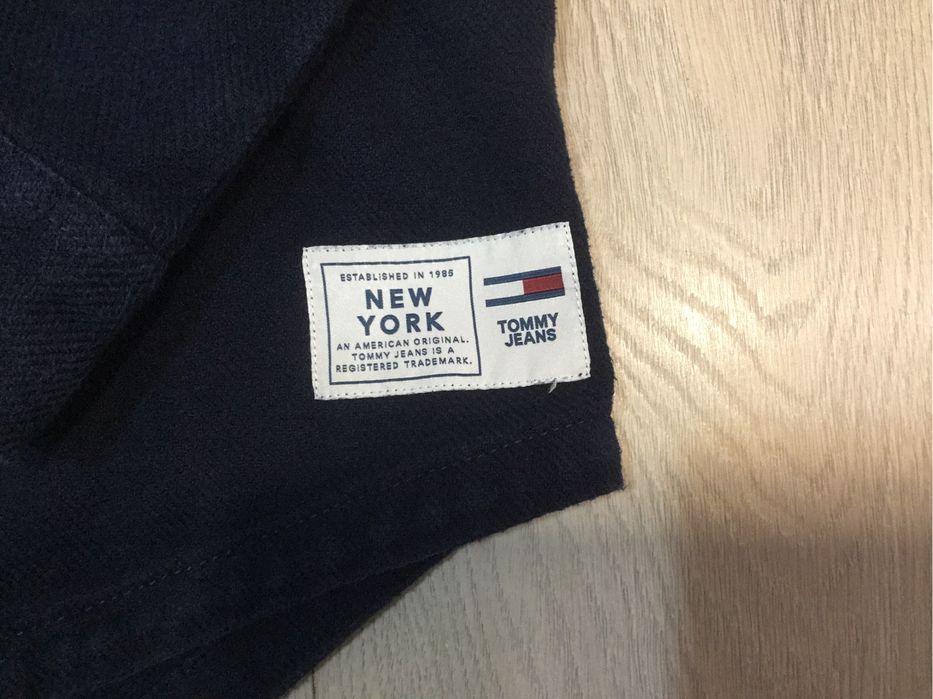 ESTABLISHED IN 1985
NEW
YORK
AN AMERICAN ORIGINAL.
TOMMY JEANS IS A
REGISTERED TRADEMARK.
TOMMY
JEANS